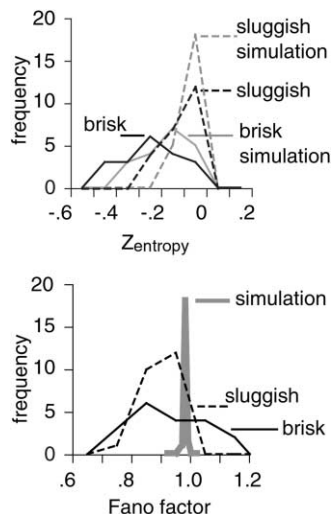 20
15
10
5
0
frequency
sluggish
simulation
sluggish
brisk
brisk
simulation
-.6 -.4 -.2 0 .2
Zentropy
20
15
10
5
0
frequency
simulation
sluggish
brisk
.6 .8 1.0 1.2
Fano factor